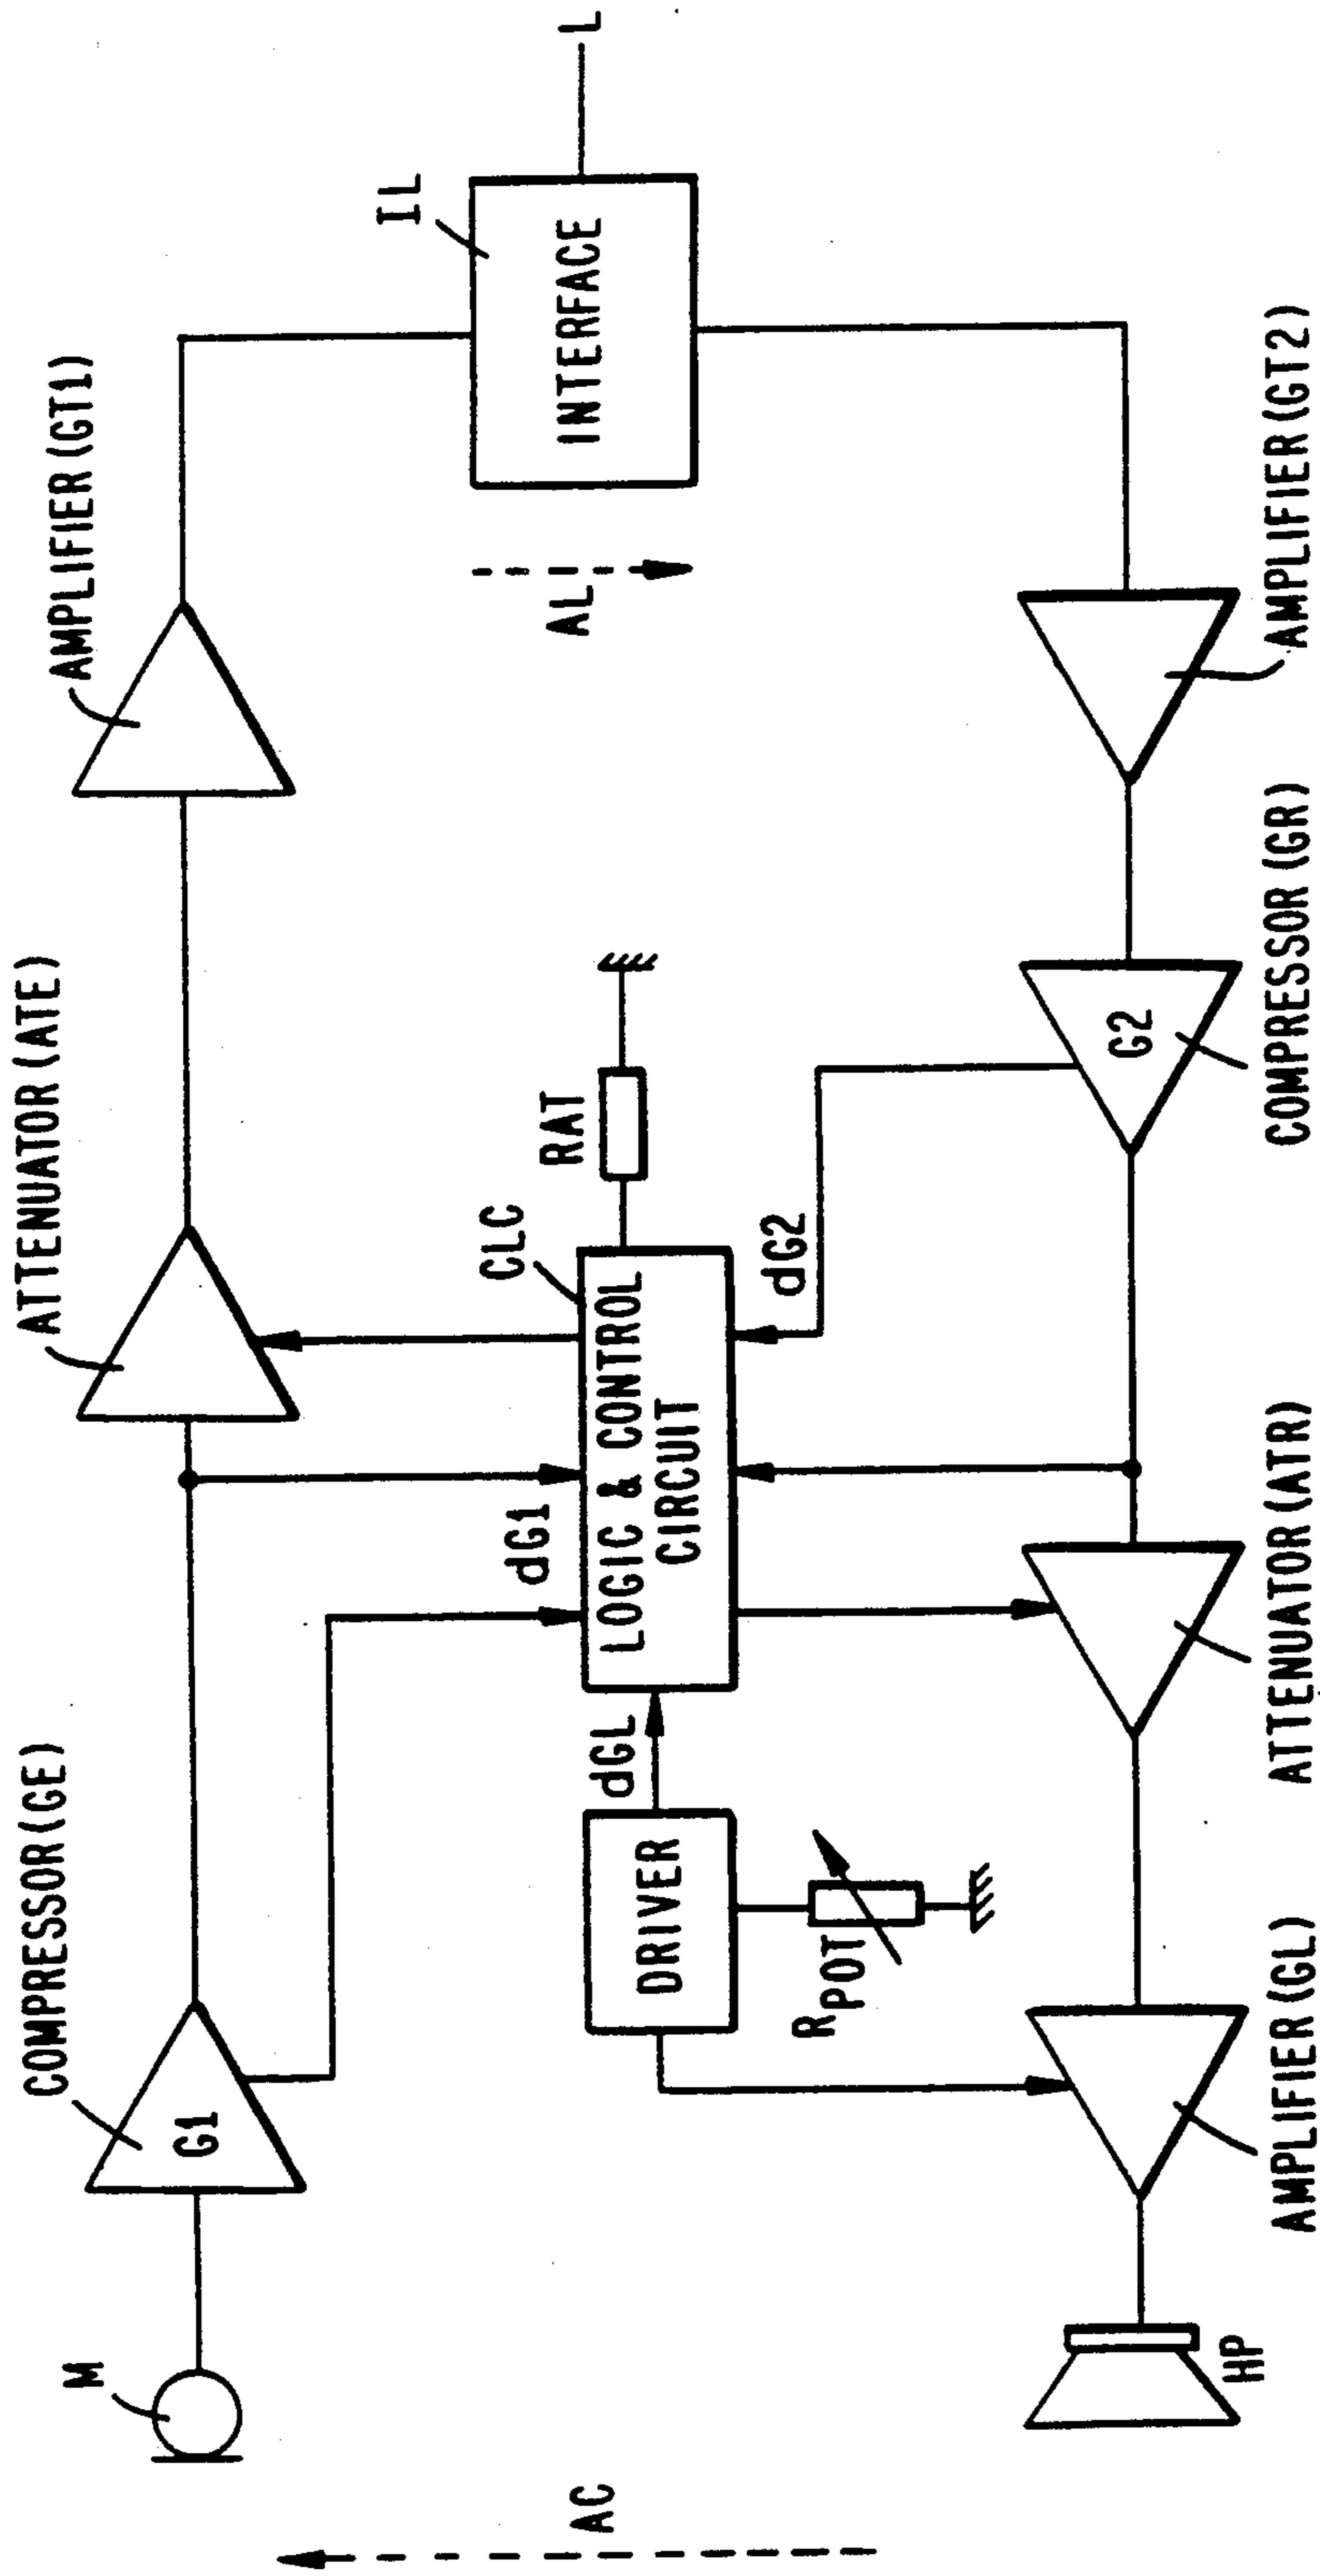 COMPRESSOR(GE)
ATTENUATOR(ATE)
AMPLIFIER(GT1)
M
G1
IL
INTERFACE
L
AL
AC
dG1
CLC
RAT
LOGIC & CONTROL
CIRCUIT
dGL
DRIVER
RPOT
dG2
G2
HP
AMPLIFIER(GL)
ATTENUATOR(ATR)
COMPRESSOR(GR)
AMPLIFIER(GT2)